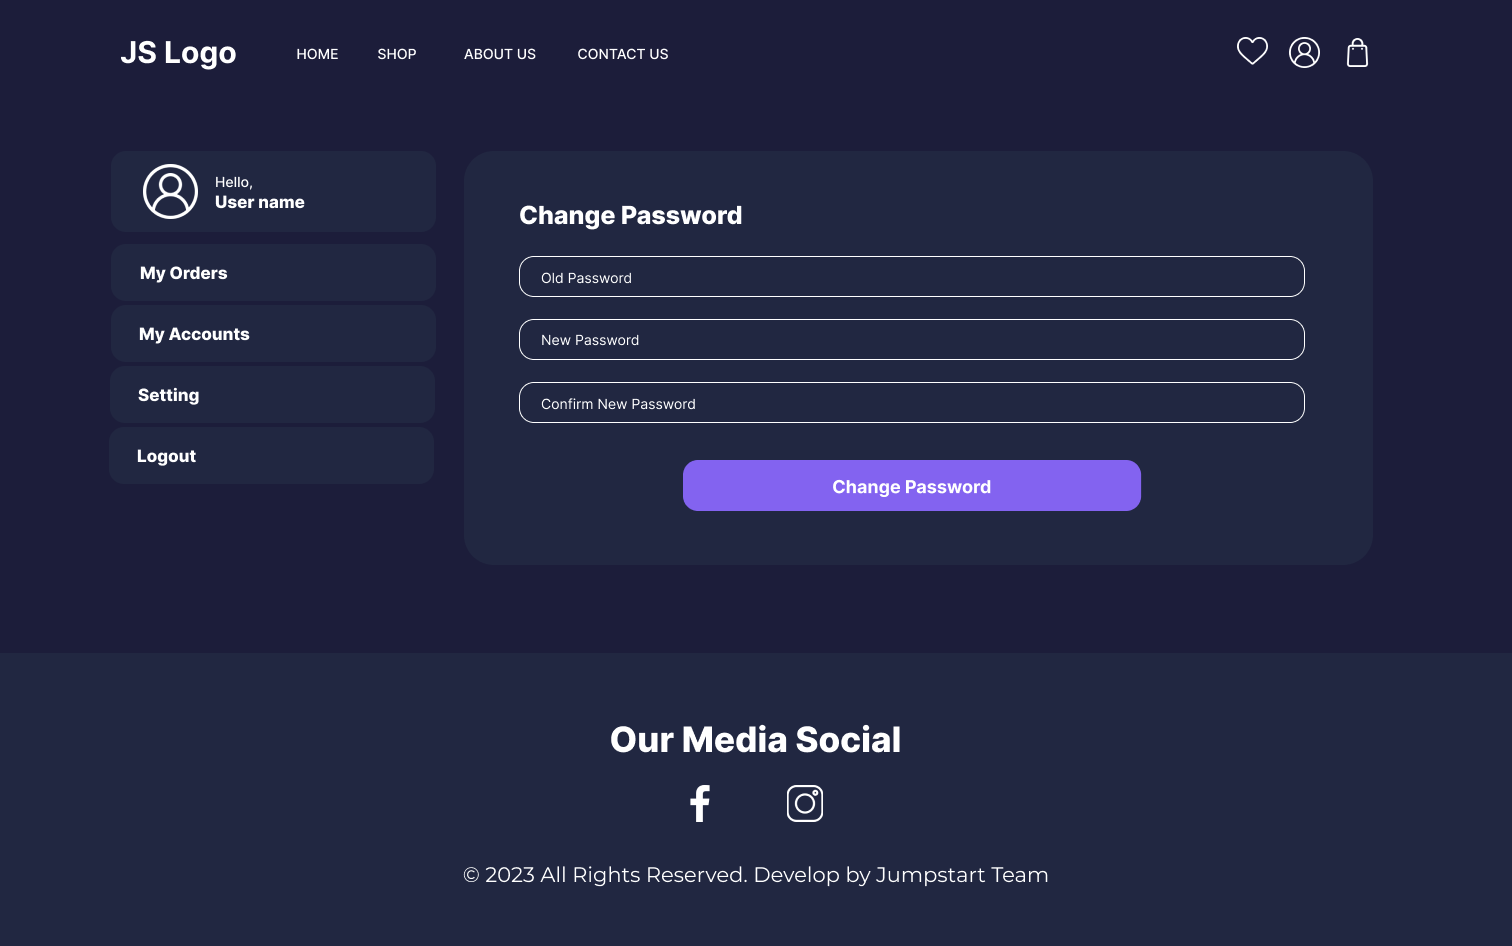 JS Logo
HOME
SHOP
ABOUT US
CONTACT US
Hello,
User name
My Orders
My Accounts
Setting
Logout
Change Password
Old Password
New Password
Confirm New Password
Change Password
Our Media Social
© 2023 All Rights Reserved. Develop by Jumpstart Team